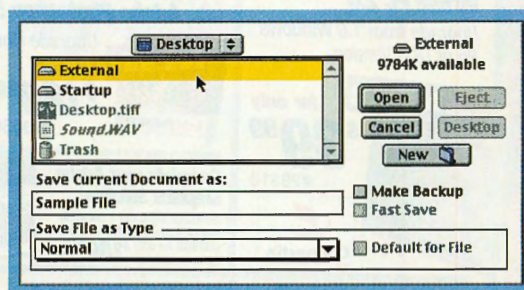 Desktop
External
9784K available
External
Startup
Desktop.tiff
Sound.WAV
Trash
Open
Eject
Cancel
Desktop
New
Save Current Document as:
Sample File
Make Backup
Fast Save
Save File as Type
Normal
Default for File